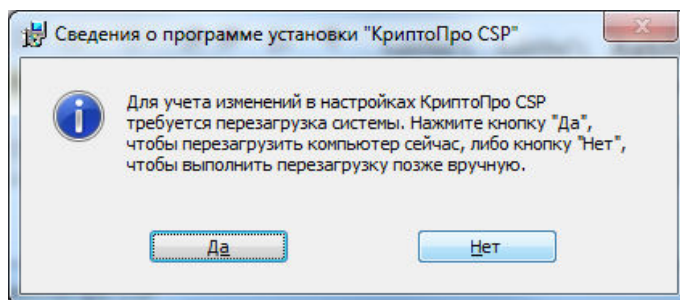 Сведения о программе установки "КриптоПро CSP"
Для учета изменений в настройках КриптоПро CSP
требуется перезагрузка системы. Нажмите кнопку "Да",
чтобы перезагрузить компьютер сейчас, либо кнопку "Нет",
чтобы выполнить перезагрузку позже вручную.
Да
Нет